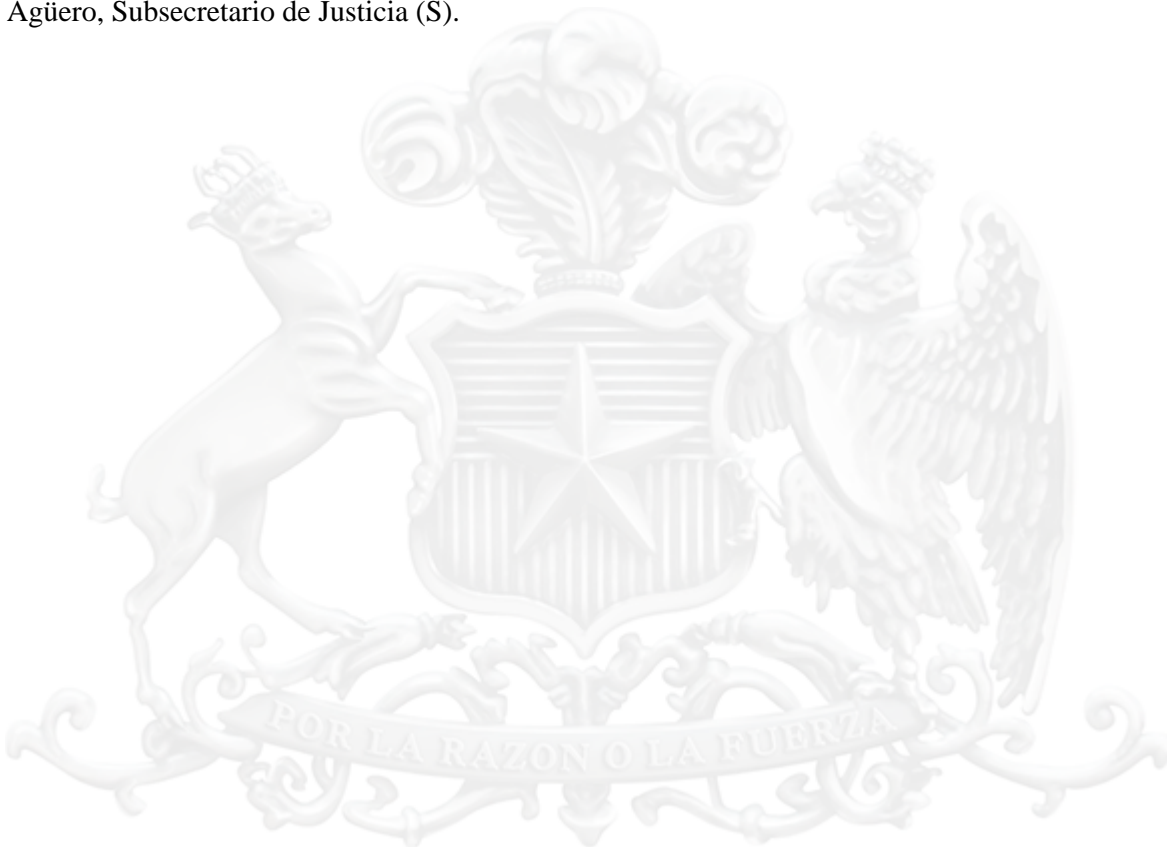 Agüero, Subsecretario de Justicia (S).
POR LA RAZON O LA FUERZA